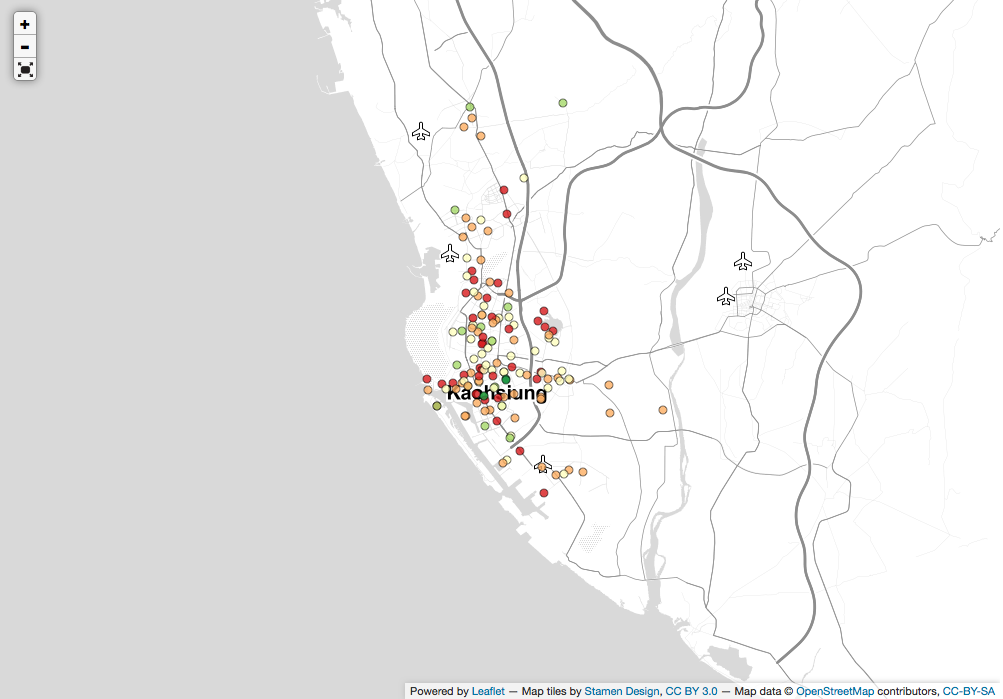 +
-
Kaohsiung
Powered by Leaflet — Map tiles by Stamen Design, CC BY 3.0 — Map data © OpenStreetMap contributors, CC-BY-SA